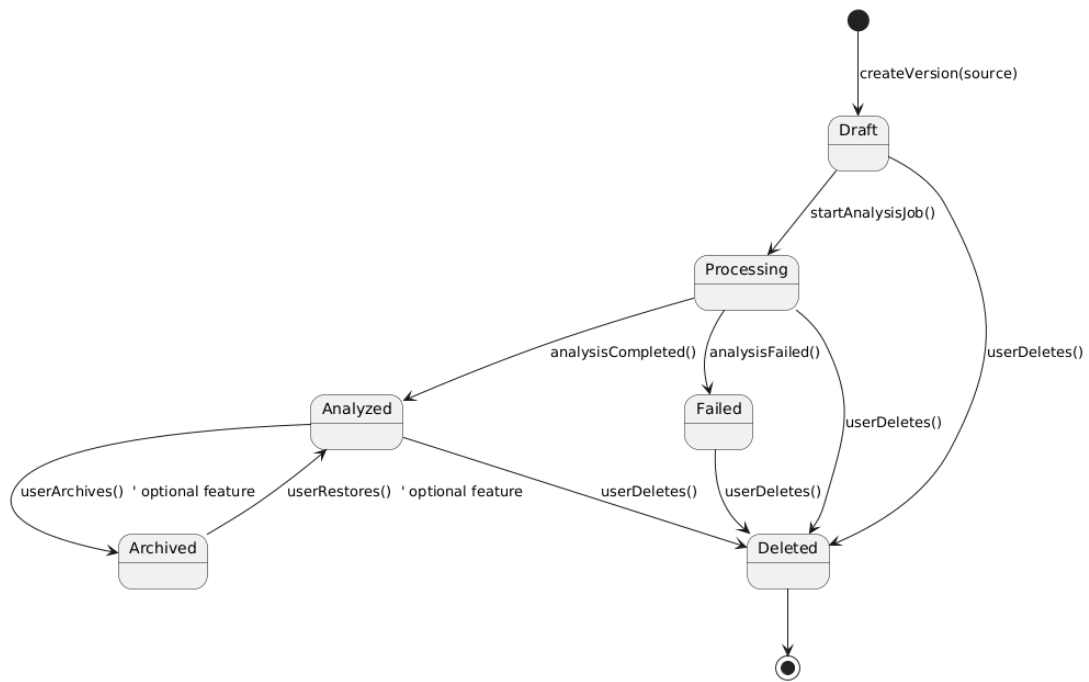 createVersion(source)
Draft
startAnalysisJob()
Processing
analysisCompleted()
analysisFailed()
userDeletes()
Analyzed
Failed
userDeletes()
userArchives()  ' optional feature
userRestores()  ' optional feature
userDeletes()
userDeletes()
Archived
Deleted